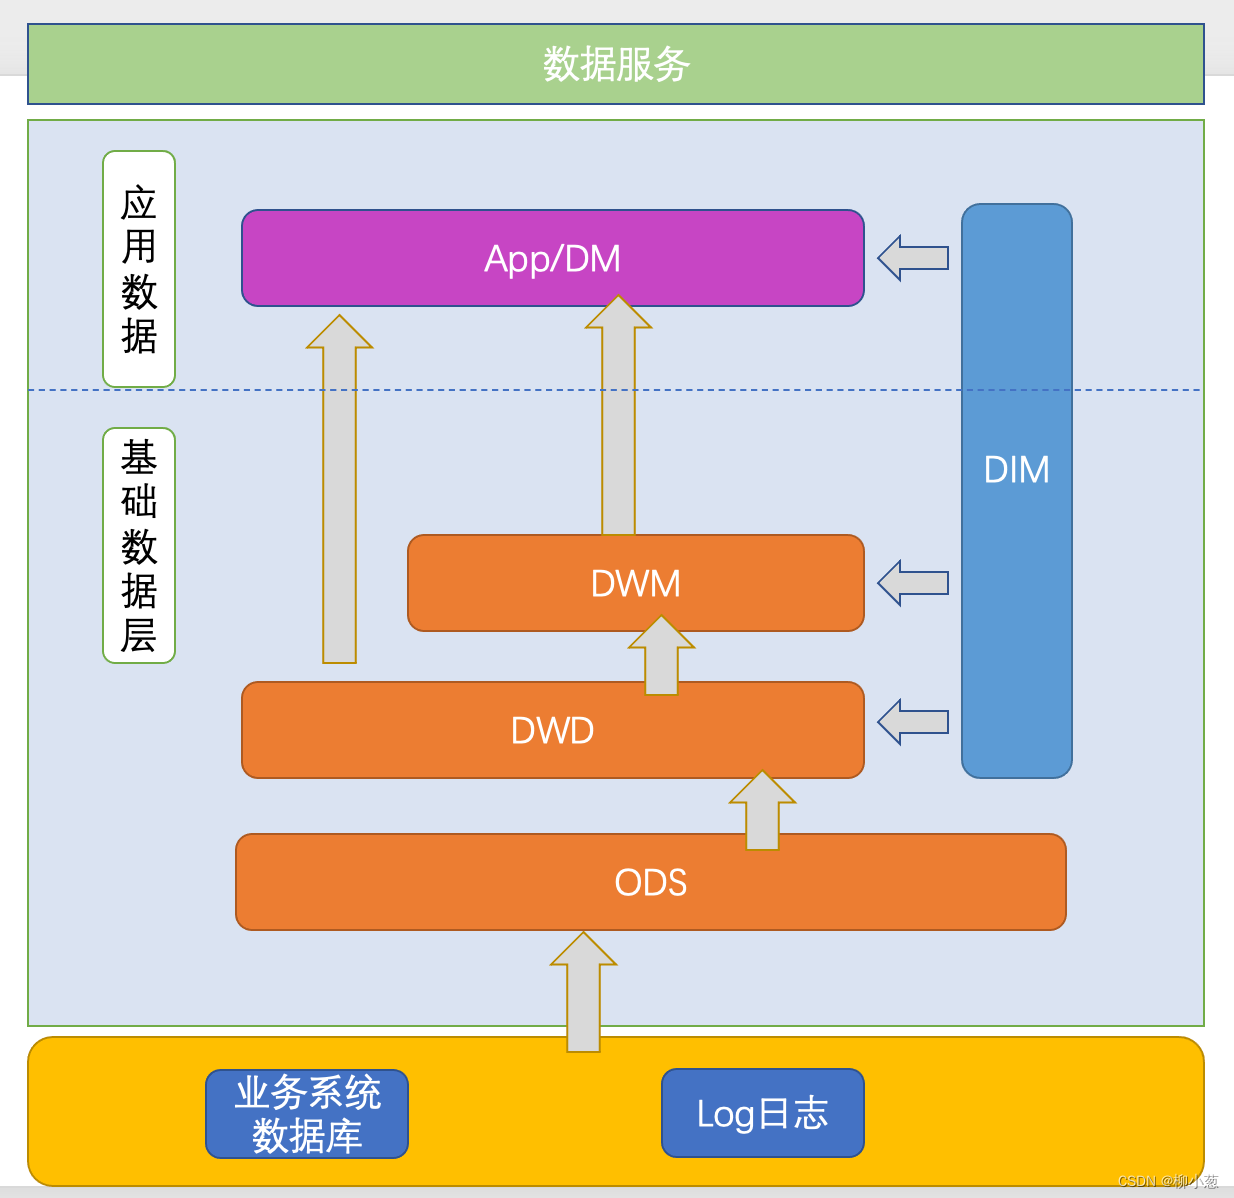 数据服务
应
用
数
据
App/DM
DIM
基
础
数
据
层
DWM
DWD
ODS
业务系统
数据库
Log日志
CSDN @柳小葱